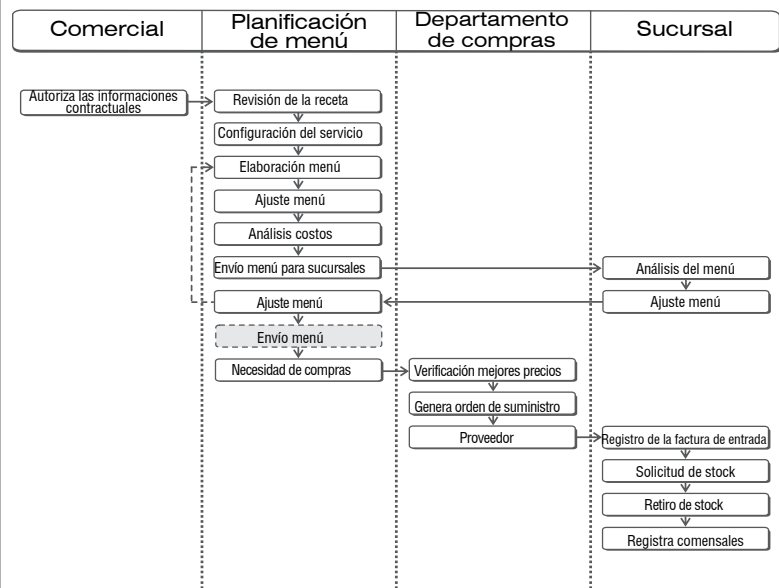 Comercial
Planificación
de menú
Departamento
de compras
Sucursal
Autoriza las informaciones
contractuales
Revisión de la receta
Configuración del servicio
Elaboración menú
Ajuste menú
Análisis costos
Envío menú para sucursales
Análisis del menú
Ajuste menú
Ajuste menú
Envío menú
Necesidad de compras
Verificación mejores precios
Genera orden de suministro
Proveedor
Registro de la factura de entrada
Solicitud de stock
Retiro de stock
Registra comensales